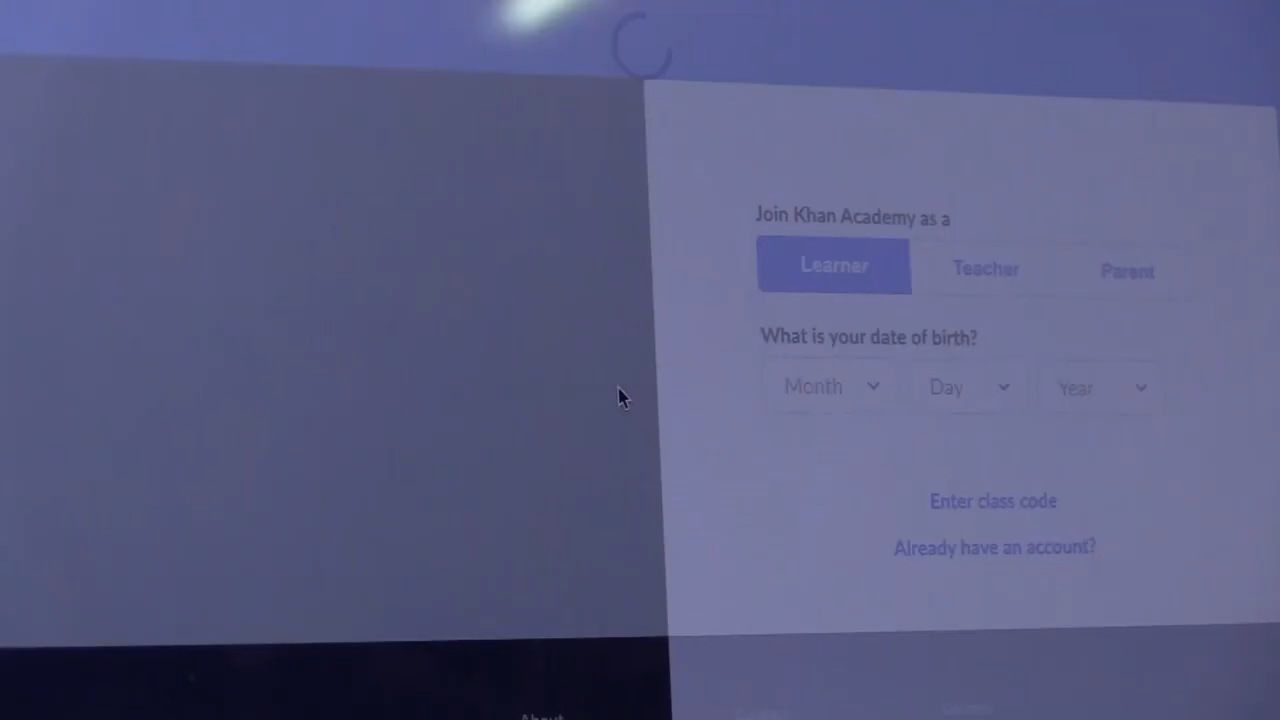 Join Khan Academy as a
Learner Teacher Parent
What is your date of birth?
Month Day Year
Enter class code
Already have an account?
About